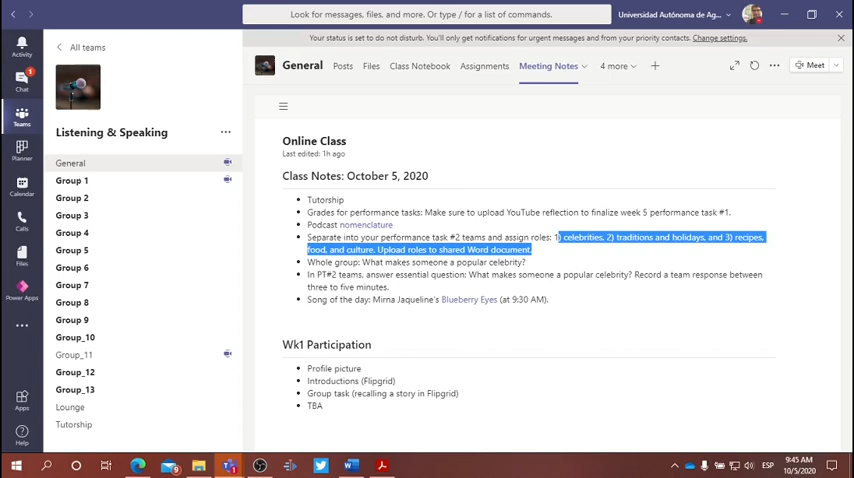 Look for messages, files, and more. Or type / for a list of commands.
Universidad Autónoma de Ag...
Your status is set to do not disturb. You'll only get notifications for urgent messages and from your priority contacts. Change settings.
Activity
Chat
1
Teams
Planner
Calendar
Calls
Files
Power Apps
Apps
Help
All teams
Listening & Speaking
General
Group 1
Group 2
Group 3
Group 4
Group 5
Group 6
Group 7
Group 8
Group 9
Group_10
Group_11
Group_12
Group_13
Lounge
Tutorship
General Posts Files Class Notebook Assignments Meeting Notes 4 more
Meet
Online Class
Last edited: 1h ago
Class Notes: October 5, 2020
Tutorship
Grades for performance tasks: Make sure to upload YouTube reflection to finalize week 5 performance task #1.
Podcast nomenclature
Separate into your performance task #2 teams and assign roles: 1) celebrities, 2) traditions and holidays, and 3) recipes,
food, and culture. Upload roles to shared Word document.
Whole group: What makes someone a popular celebrity?
In PT#2 teams, answer essential question: What makes someone a popular celebrity? Record a team response between
three to five minutes.
Song of the day: Mirna Jaqueline's Blueberry Eyes (at 9:30 AM).
Wk1 Participation
Profile picture
Introductions (Flipgrid)
Group task (recalling a story in Flipgrid)
TBA
ESP
9:45 AM
10/5/2020